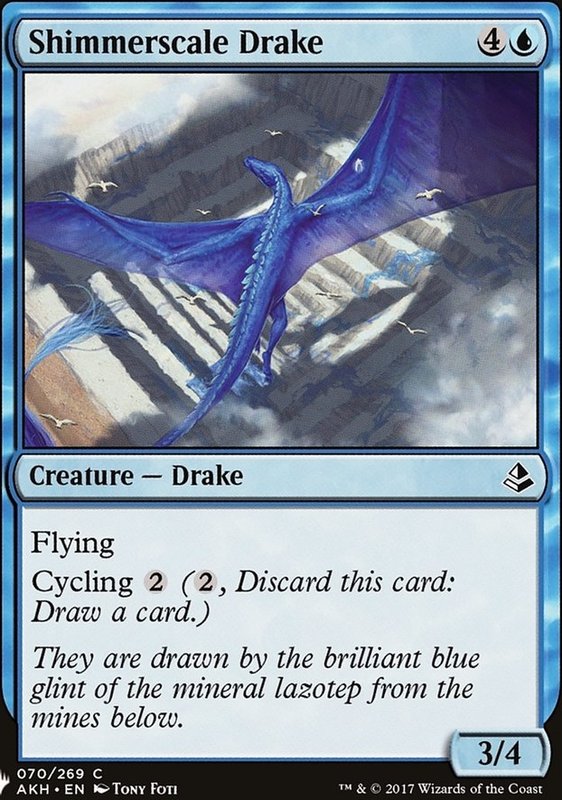 Shimmerscale Drake 4
Creature — Drake
Flying
Cycling 2 (2, Discard this card:
Draw a card.)
They are drawn by the brilliant blue
glint of the mineral lazotep from the
mines below.
3/4
070/269 C
AKH • EN Tony Foti
™ & © 2017 Wizards of the Coast